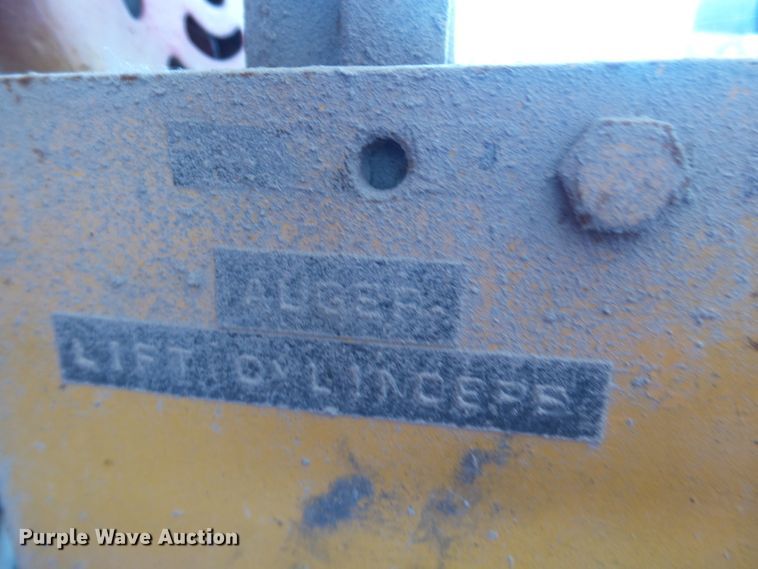 AUGER
LIFT CYLINDERS
Purple Wave Auction